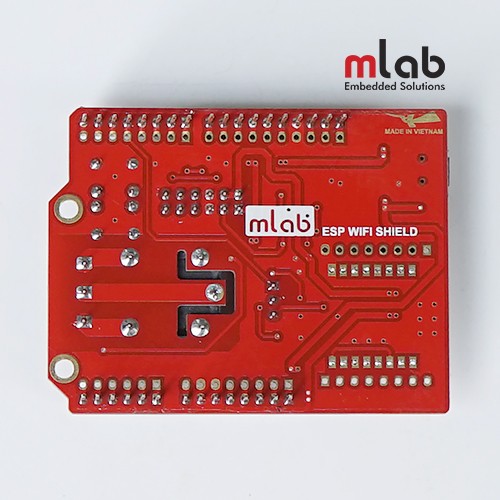 mlab
Embedded Solutions
MADE IN VIETNAM
mlab
ESP WIFI SHIELD